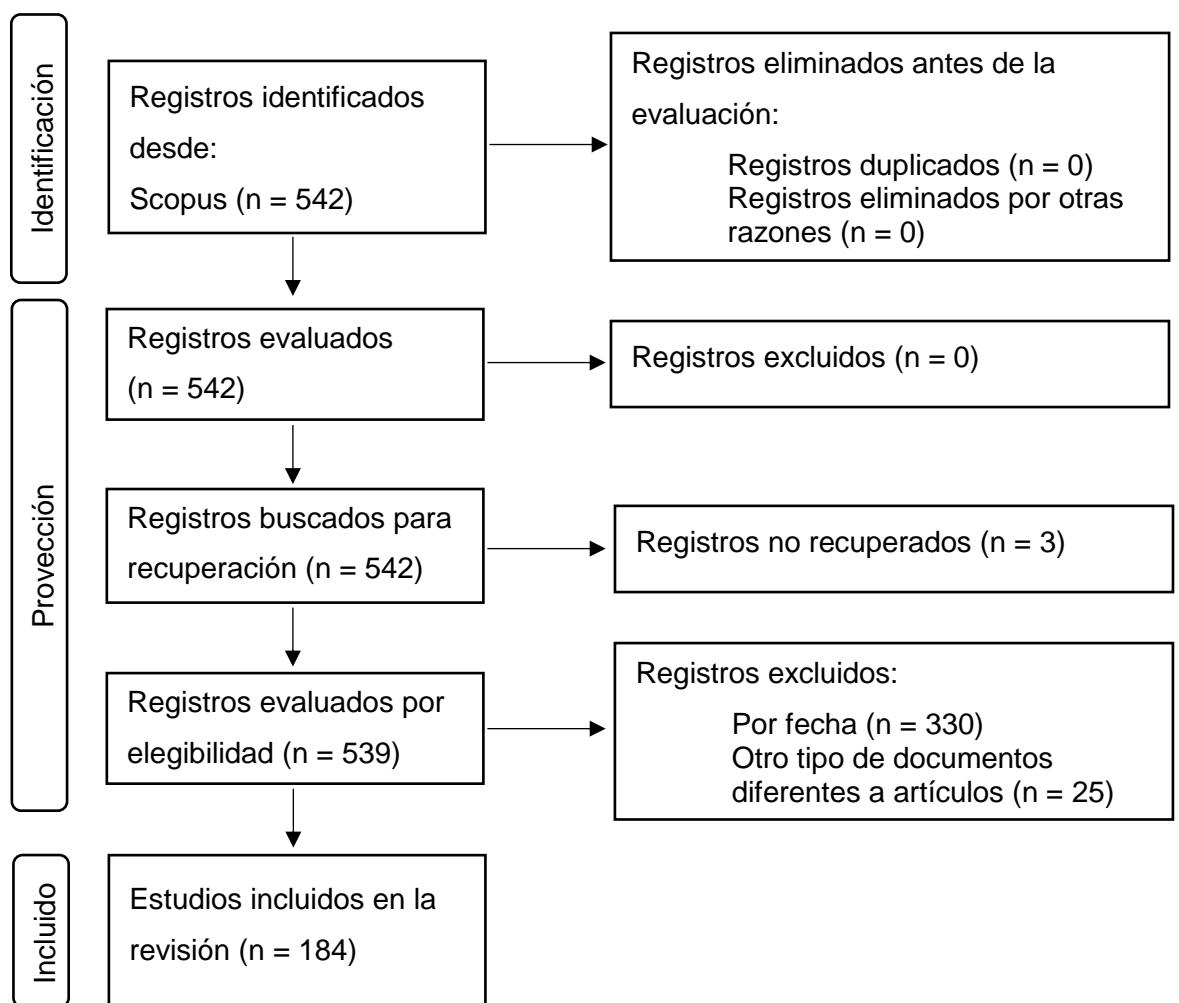 Identificación
Registros identificados
desde:
Scopus (n = 542)
Registros eliminados antes de la
evaluación:
Registros duplicados (n = 0)
Registros eliminados por otras
razones (n = 0)
Provección
Registros evaluados
(n = 542)
Registros excluidos (n = 0)
Registros buscados para
recuperación (n = 542)
Registros no recuperados (n = 3)
Registros evaluados por
elegibilidad (n = 539)
Registros excluidos:
Por fecha (n = 330)
Otro tipo de documentos
diferentes a artículos (n = 25)
Incluido
Estudios incluidos en la
revisión (n = 184)